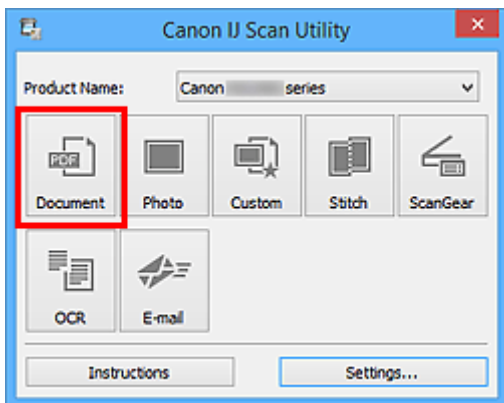 Canon IJ Scan Utility
Product Name: Canon series
PDF
Document Photo Custom Stitch ScanGear
OCR E-mail
Instructions Settings...